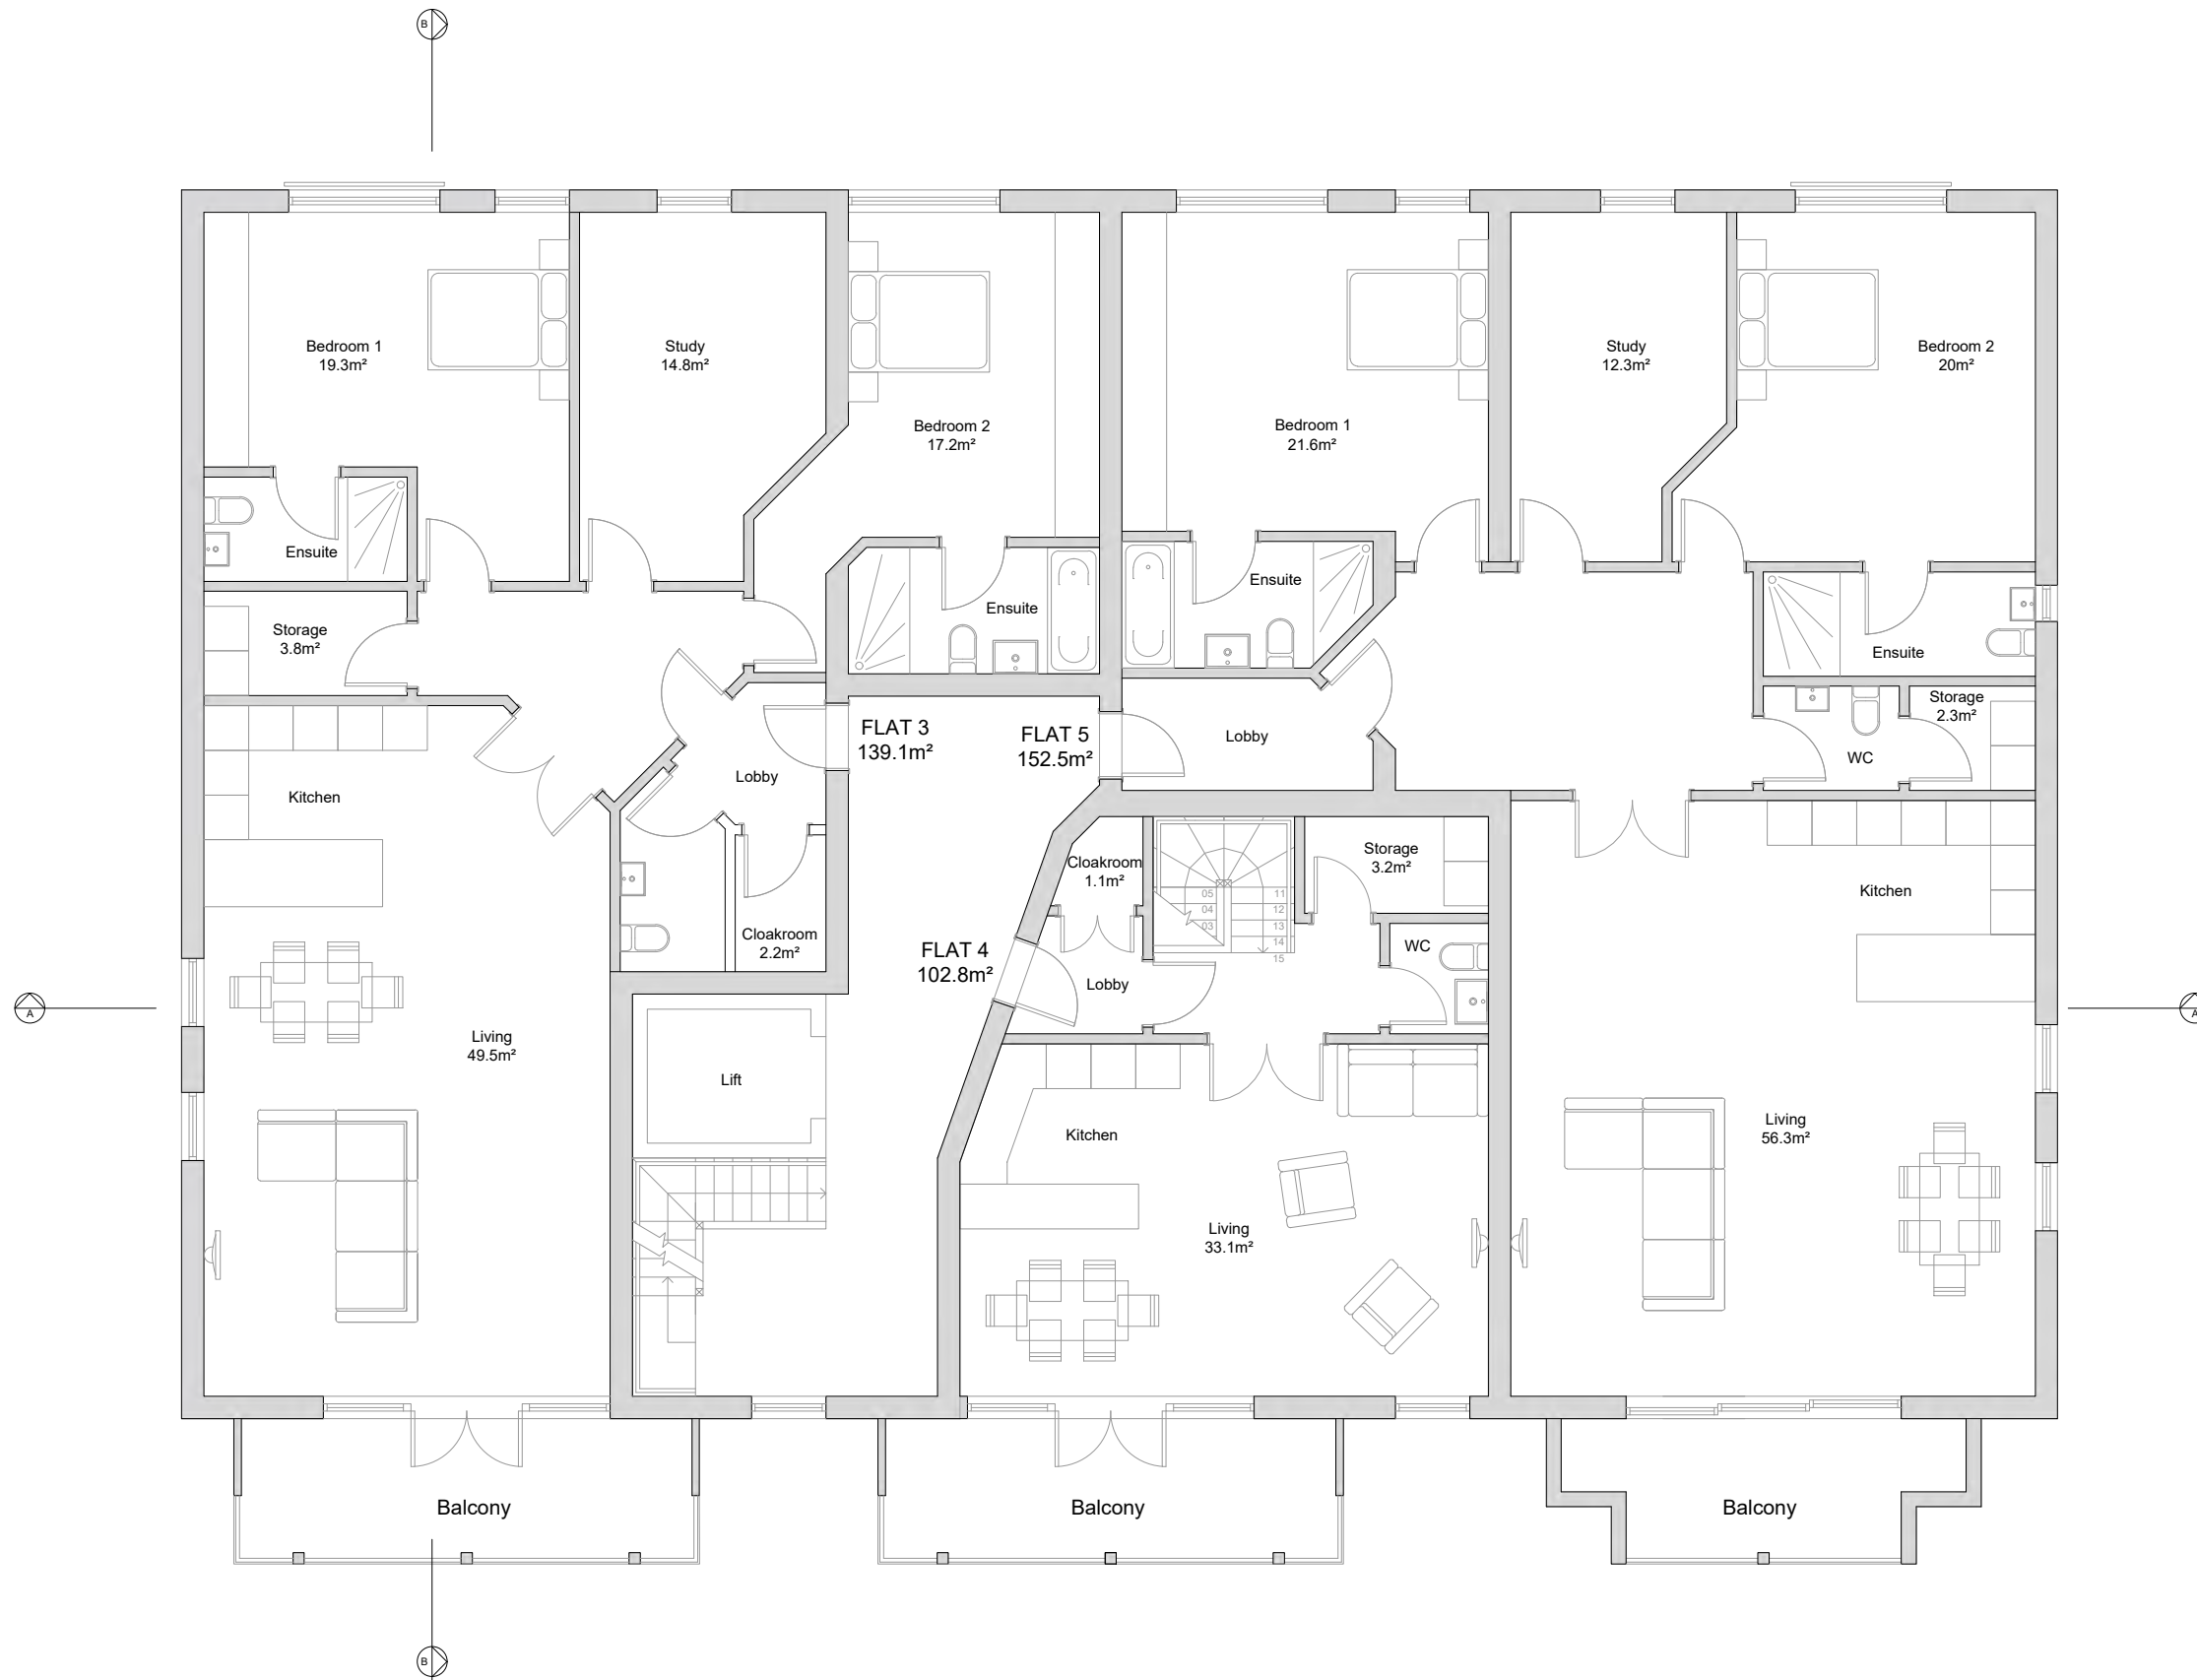 B
Bedroom 1
19.3m²
Study
14.8m²
Bedroom 2
17.2m²
Bedroom 1
21.6m²
Study
12.3m²
Bedroom 2
20m²
Ensuite
Ensuite
Ensuite
Ensuite
Storage
3.8m²
Storage
2.3m²
FLAT 3
139.1m²
FLAT 5
152.5m²
Lobby
WC
Lobby
Kitchen
Cloakroom
1.1m²
Storage
3.2m²
Kitchen
05
04
03
11
12
13
14
15
Cloakroom
2.2m²
FLAT 4
102.8m²
WC
Lobby
A
A
Living
49.5m²
Lift
Kitchen
Living
56.3m²
Living
33.1m²
Balcony
Balcony
Balcony
B